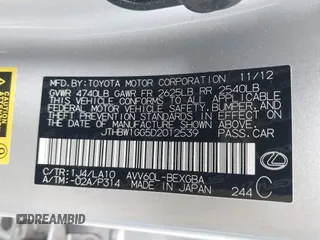 MFD.BY:TOYOTA MOTOR CORPORATION 11/12
GVWR 4740LB GAWR FR 2625LB RR 2540LB
THIS VEHICLE CONFORMS TO ALL APPLICABLE
FEDERAL MOTOR VEHICLE SAFETY, BUMPER, AND
THEFT PREVENTION STANDARDS IN EFFECT ON
THE DATE OF MANUFACTURE SHOWN ABOVE.
JTHBW1GG5D2012539
PASS.CAR
C/TR:1J4/LA10 AVV60L-BEXGBA
A/TM:-02A/P314 MADE IN JAPAN 244 C
DREAMBID